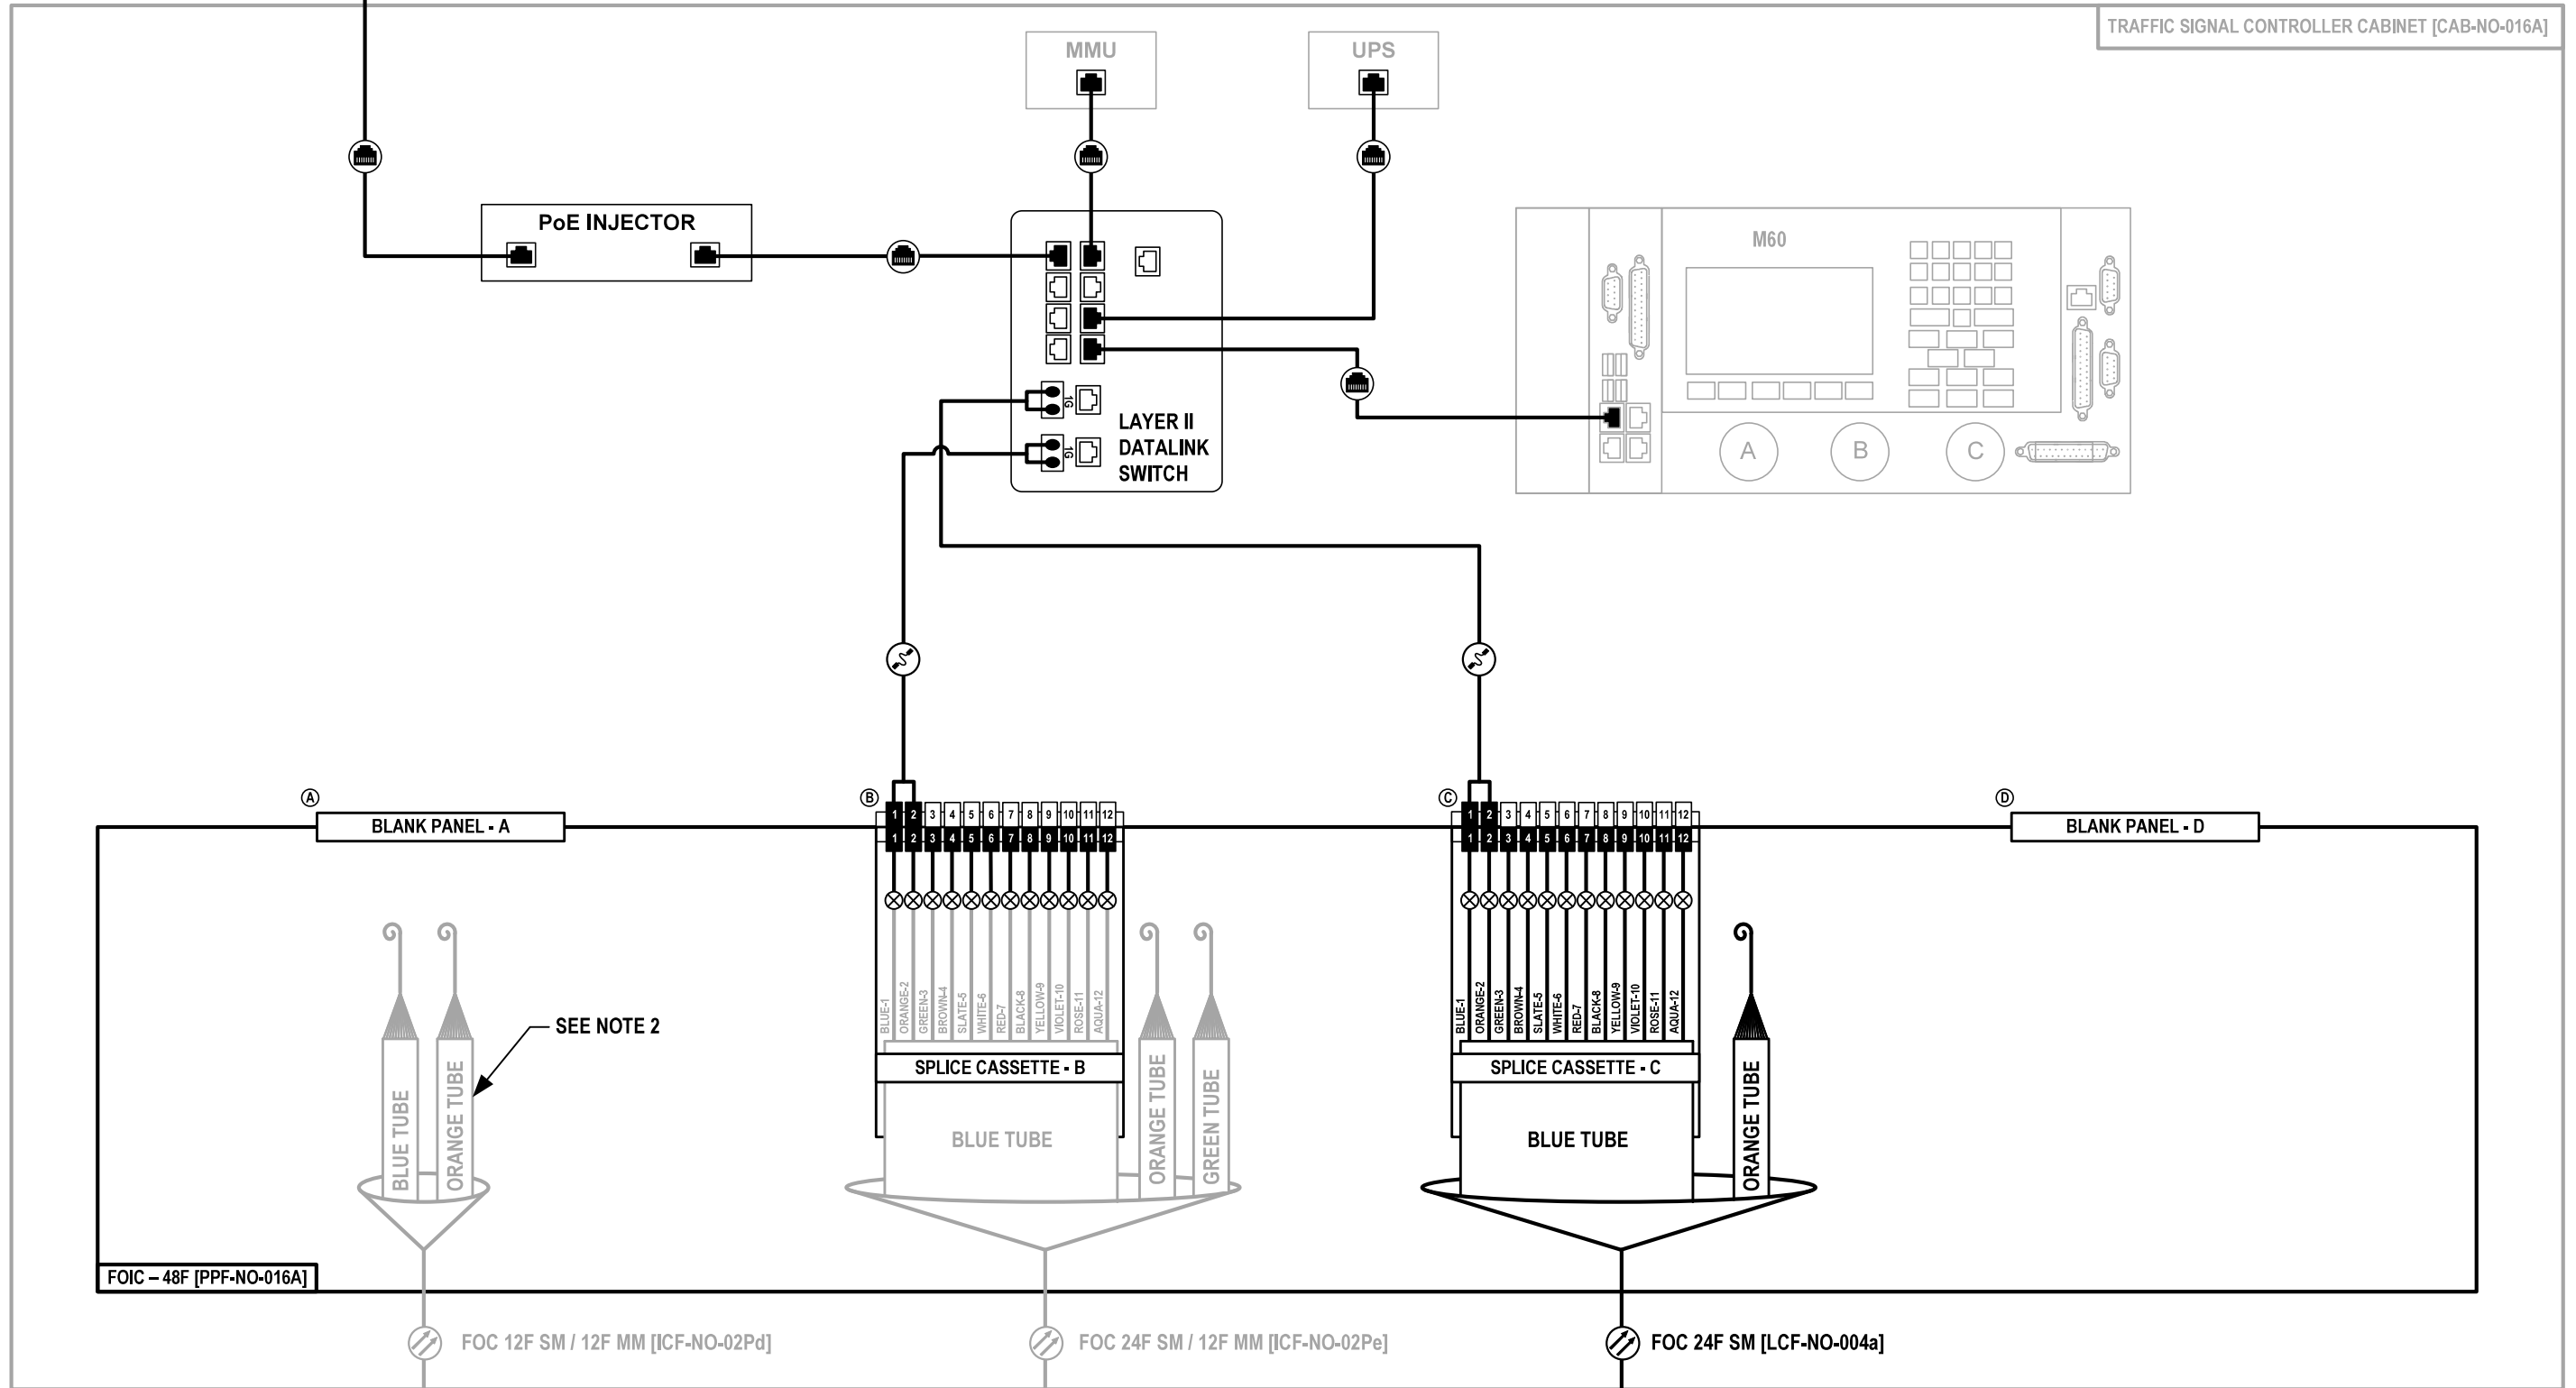 TRAFFIC SIGNAL CONTROLLER CABINET [CAB-NO-016A]
MMU
UPS
PoE INJECTOR
M60
1G
1G
LAYER II
DATALINK
SWITCH
A
B
C
A
BLANK PANEL - A
B
1 2 3 4 5 6 7 8 9 10 11 12
1 2 3 4 5 6 7 8 9 10 11 12
C
1 2 3 4 5 6 7 8 9 10 11 12
1 2 3 4 5 6 7 8 9 10 11 12
D
BLANK PANEL - D
BLUE-1
ORANGE-2
GREEN-3
BROWN-4
SLATE-5
WHITE-6
RED-7
BLACK-8
YELLOW-9
VIOLET-10
ROSE-11
AQUA-12
BLUE-1
ORANGE-2
GREEN-3
BROWN-4
SLATE-5
WHITE-6
RED-7
BLACK-8
YELLOW-9
VIOLET-10
ROSE-11
AQUA-12
SEE NOTE 2
BLUE TUBE
ORANGE TUBE
SPLICE CASSETTE - B
BLUE TUBE
ORANGE TUBE
GREEN TUBE
SPLICE CASSETTE - C
BLUE TUBE
ORANGE TUBE
FOIC – 48F [PPF-NO-016A]
FOC 12F SM / 12F MM [ICF-NO-02Pd]
FOC 24F SM / 12F MM [ICF-NO-02Pe]
FOC 24F SM [LCF-NO-004a]